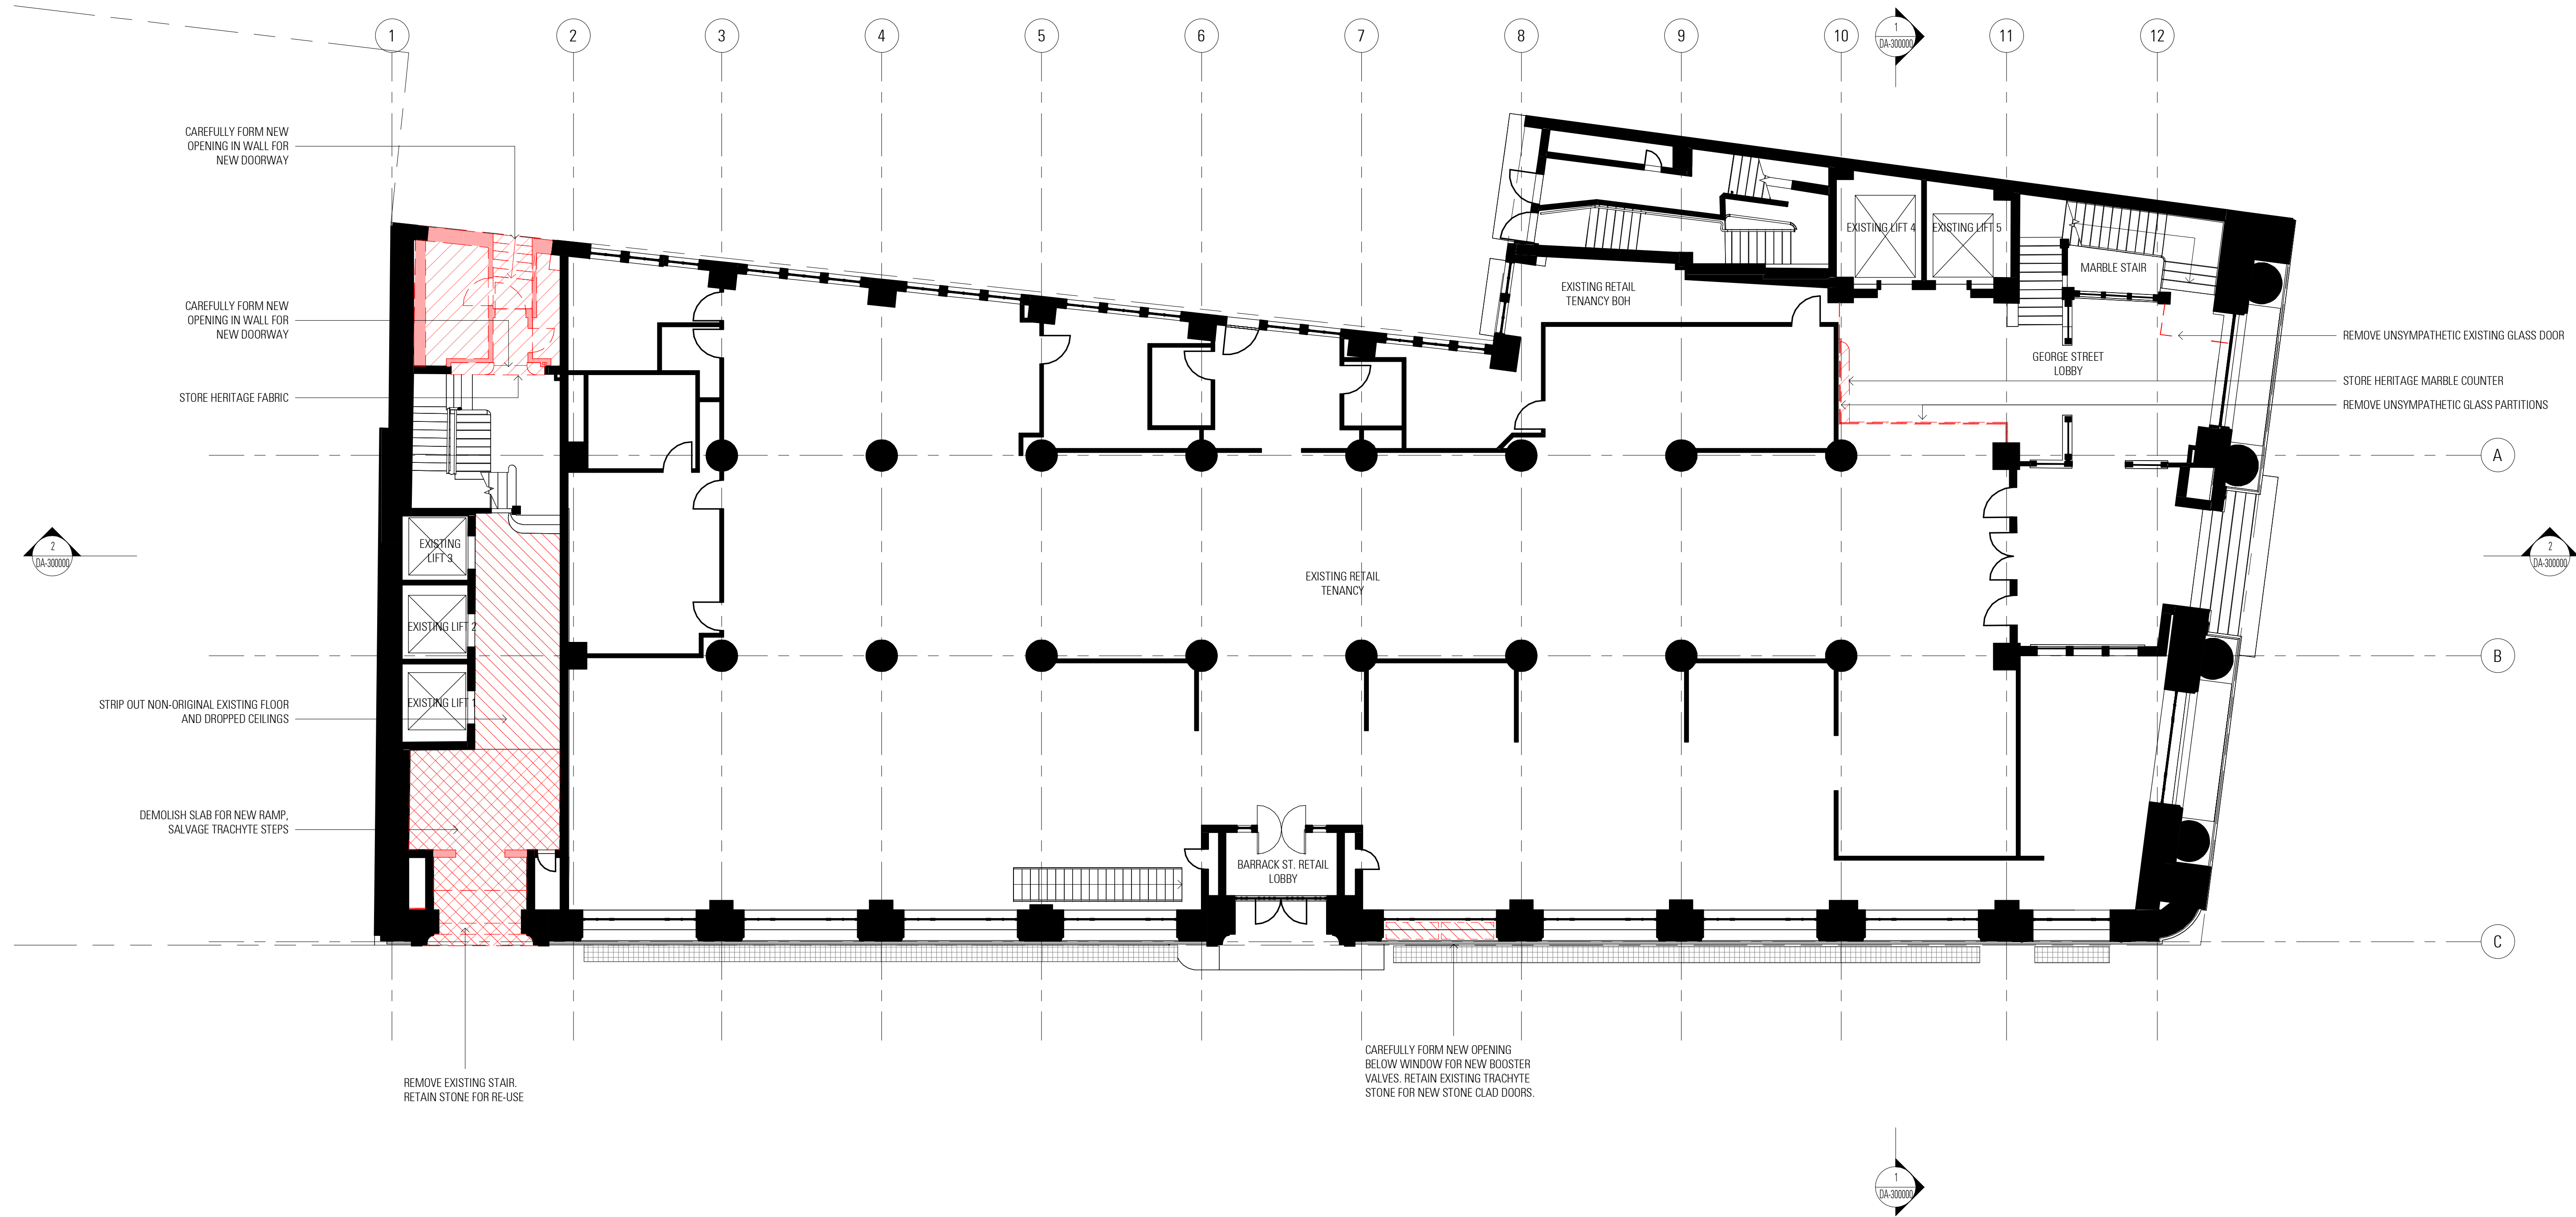 1
2
3
4
5
6
7
8
9
10
11
12
1
DA-300000
CAREFULLY FORM NEW
OPENING IN WALL FOR
NEW DOORWAY
CAREFULLY FORM NEW
OPENING IN WALL FOR
NEW DOORWAY
STORE HERITAGE FABRIC
EXISTING LIFT 4
EXISTING LIFT 5
MARBLE STAIR
EXISTING RETAIL
TENANCY BOH
GEORGE STREET
LOBBY
REMOVE UNSYMPATHETIC EXISTING GLASS DOOR
STORE HERITAGE MARBLE COUNTER
REMOVE UNSYMPATHETIC GLASS PARTITIONS
A
2
DA-300000
EXISTING
LIFT 3
EXISTING RETAIL
TENANCY
2
DA-300000
EXISTING LIFT 2
B
EXISTING LIFT 1
STRIP OUT NON-ORIGINAL EXISTING FLOOR
AND DROPPED CEILINGS
DEMOLISH SLAB FOR NEW RAMP,
SALVAGE TRACHYTE STEPS
BARRACK ST. RETAIL
LOBBY
C
REMOVE EXISTING STAIR.
RETAIN STONE FOR RE-USE
CAREFULLY FORM NEW OPENING
BELOW WINDOW FOR NEW BOOSTER
VALVES. RETAIN EXISTING TRACHYTE
STONE FOR NEW STONE CLAD DOORS.
1
DA-300000